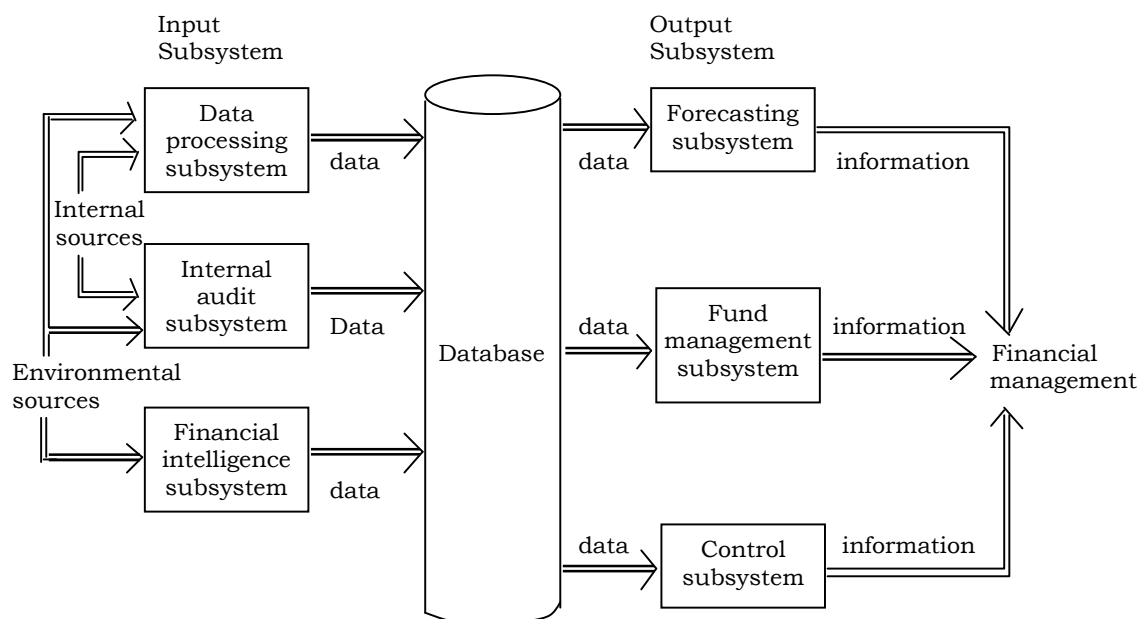 Input
Subsystem
Output
Subsystem
Data
processing
subsystem
data
data
Forecasting
subsystem
information
Internal
sources
Internal
audit
subsystem
Data
Database
data
Fund
management
subsystem
information
Financial
management
Environmental
sources
Financial
intelligence
subsystem
data
data
Control
subsystem
information